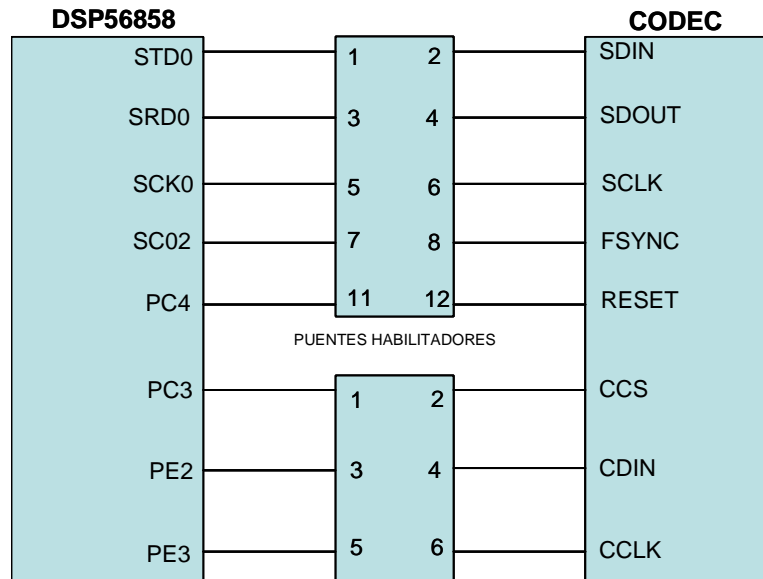 DSP56858 CODEC
STD0 1 2 SDIN
SRD0 3 4 SDOUT
SCK0 5 6 SCLK
SC02 7 8 FSYNC
PC4 11 12 RESET
PUENTES HABILITADORES
PC3 1 2 CCS
PE2 3 4 CDIN
PE3 5 6 CCLK